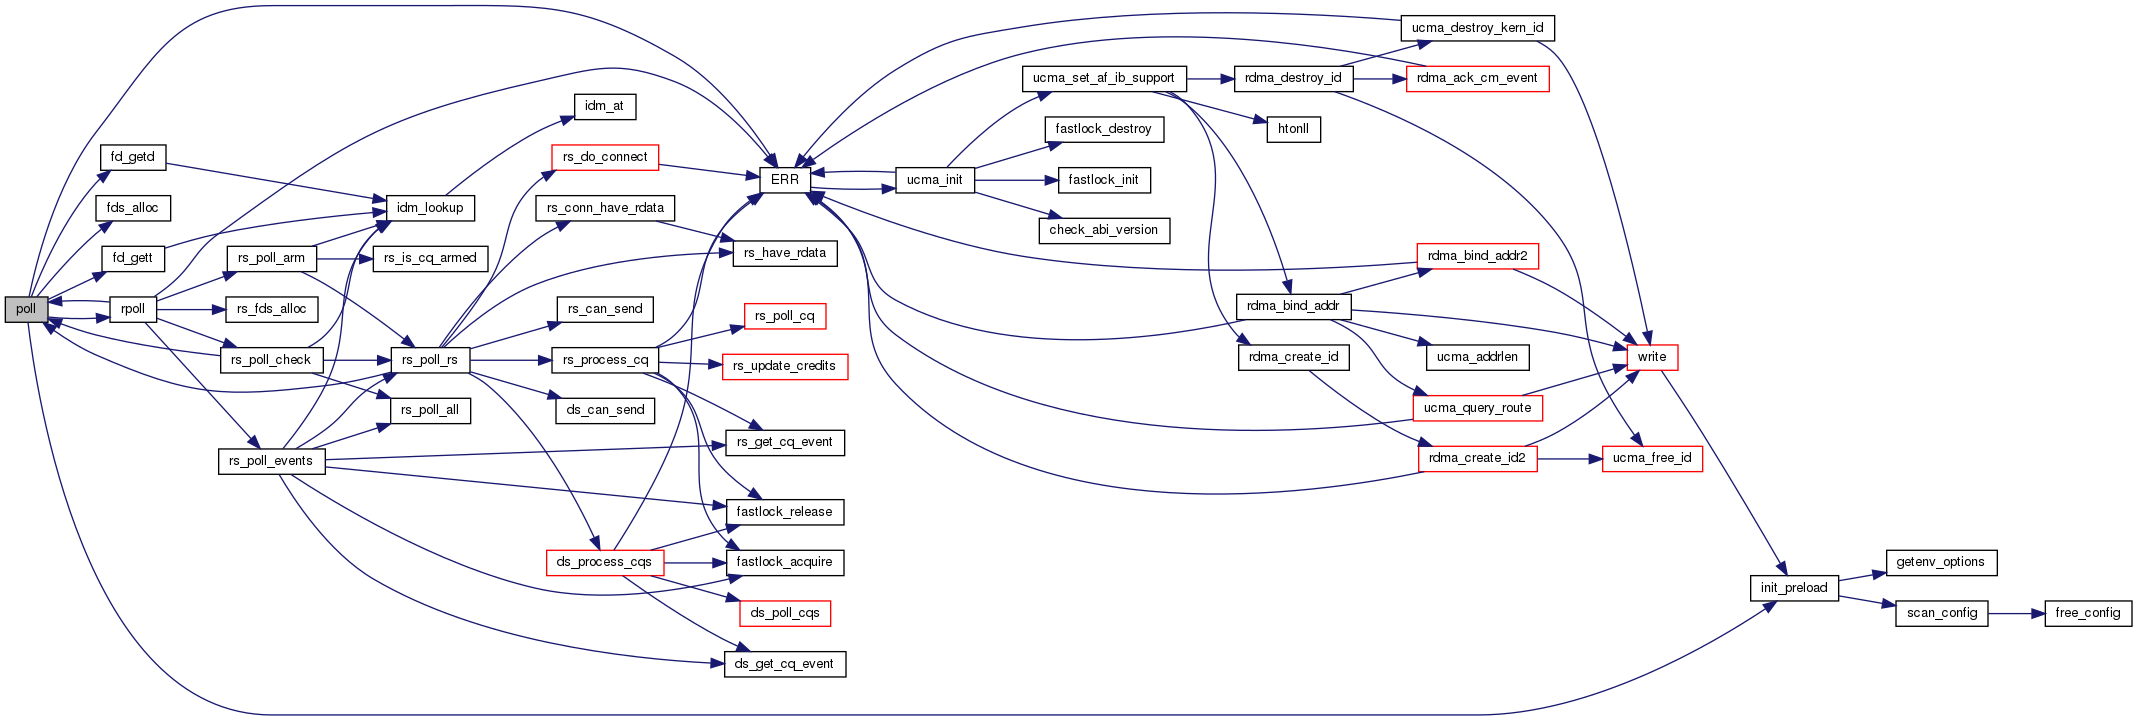 poll
fd_getd
fds_alloc
fd_gett
rpoll
rs_poll_arm
rs_fds_alloc
rs_poll_check
rs_poll_events
idm_lookup
rs_is_cq_armed
rs_poll_rs
rs_poll_all
idm_at
rs_do_connect
rs_conn_have_rdata
rs_can_send
rs_process_cq
ds_can_send
ds_process_cqs
ERR
rs_have_rdata
rs_poll_cq
rs_update_credits
rs_get_cq_event
fastlock_release
fastlock_acquire
ds_poll_cqs
ds_get_cq_event
ucma_init
ucma_set_af_ib_support
fastlock_destroy
fastlock_init
check_abi_version
rdma_destroy_id
htonll
rdma_bind_addr
rdma_create_id
ucma_destroy_kern_id
rdma_ack_cm_event
rdma_bind_addr2
ucma_addrlen
ucma_query_route
rdma_create_id2
write
ucma_free_id
init_preload
getenv_options
scan_config
free_config